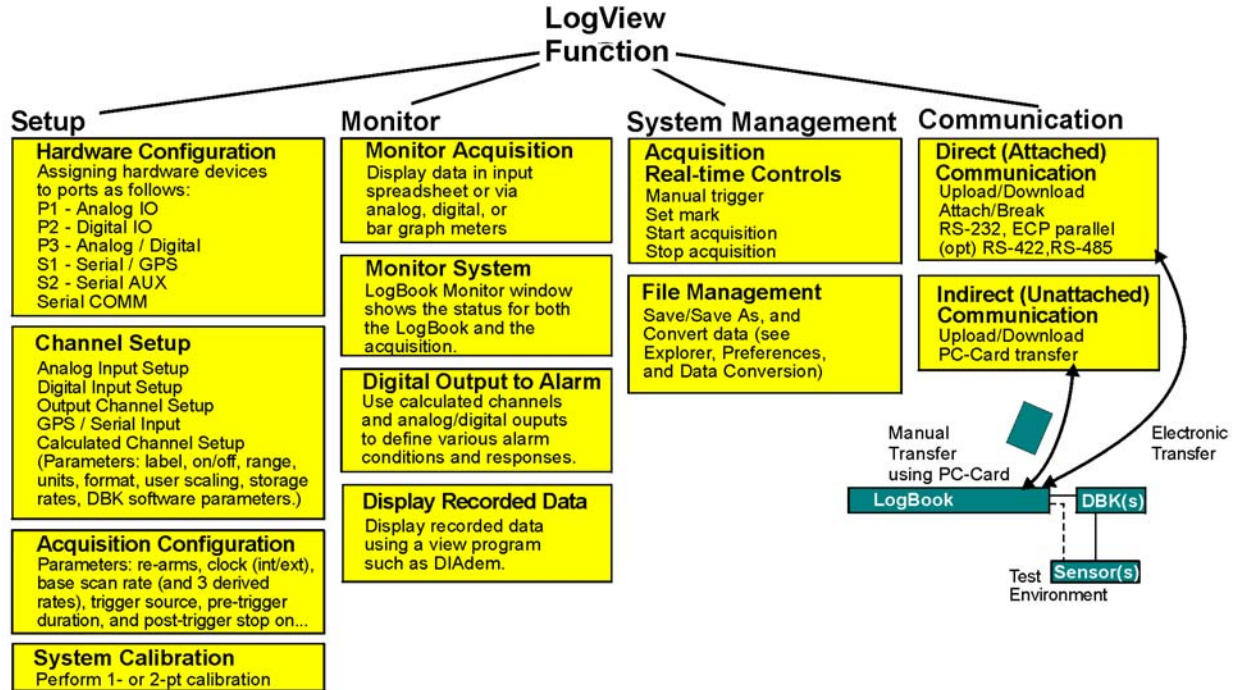 LogView
Function
Setup
Hardware Configuration
Assigning hardware devices
to ports as follows:
P1 - Analog IO
P2 - Digital IO
P3 - Analog / Digital
S1 - Serial / GPS
S2 - Serial AUX
Serial COMM
Channel Setup
Analog Input Setup
Digital Input Setup
Output Channel Setup
GPS / Serial Input
Calculated Channel Setup
(Parameters: label, on/off, range,
units, format, user scaling, storage
rates, DBK software parameters.)
Acquisition Configuration
Parameters: re-arms, clock (int/ext),
base scan rate (and 3 derived
rates), trigger source, pre-trigger
duration, and post-trigger stop on...
System Calibration
Perform 1- or 2-pt calibration
Monitor
Monitor Acquisition
Display data in input
spreadsheet or via
analog, digital, or
bar graph meters
Monitor System
LogBook Monitor window
shows the status for both
the LogBook and the
acquisition.
Digital Output to Alarm
Use calculated channels
and analog/digital ouputs
to define various alarm
conditions and responses.
Display Recorded Data
Display recorded data
using a view program
such as DIAdem.
System Management
Acquisition
Real-time Controls
Manual trigger
Set mark
Start acquisition
Stop acquisition
File Management
Save/Save As, and
Convert data (see
Explorer, Preferences,
and Data Conversion)
Communication
Direct (Attached)
Communication
Upload/Download
Attach/Break
RS-232, ECP parallel
(opt) RS-422,RS-485
Indirect (Unattached)
Communication
Upload/Download
PC-Card transfer
Manual
Transfer
using PC-Card
Electronic
Transfer
LogBook
DBK(s)
Test
Environment
Sensor(s)